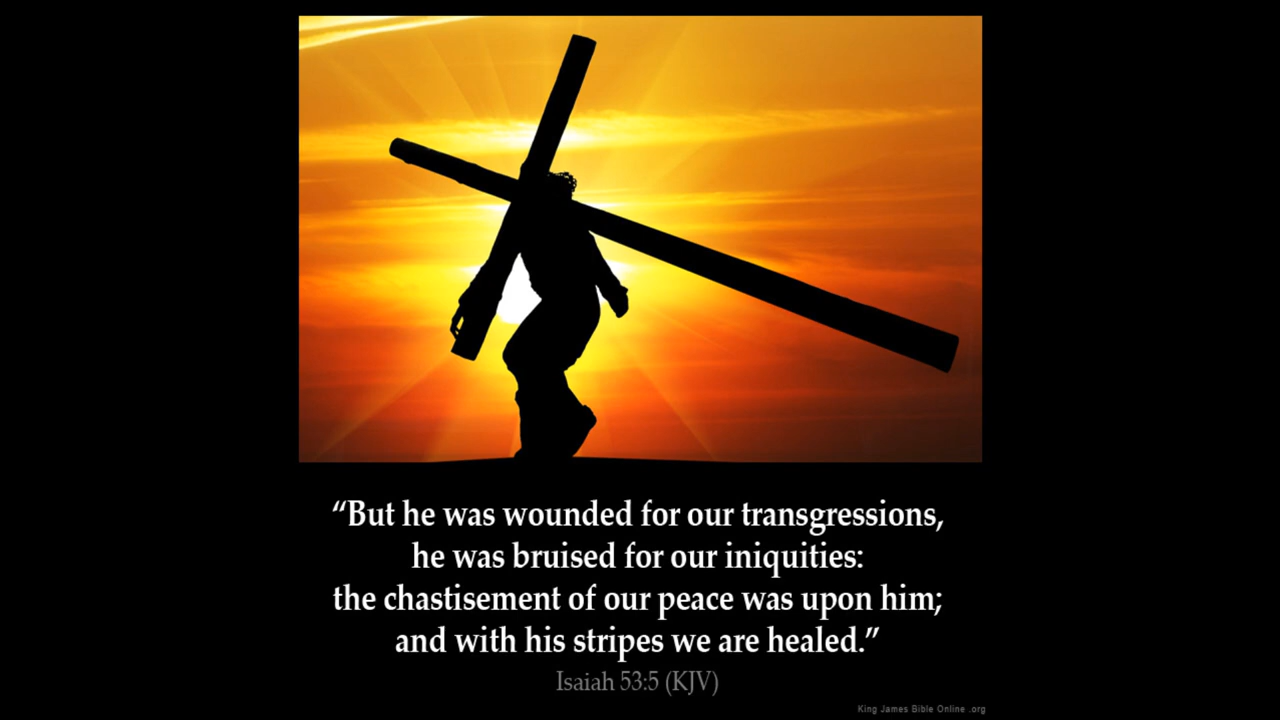 “But he was wounded for our transgressions,
he was bruised for our iniquities:
the chastisement of our peace was upon him;
and with his stripes we are healed.”
Isaiah 53:5 (KJV)
King James Bible Online .org